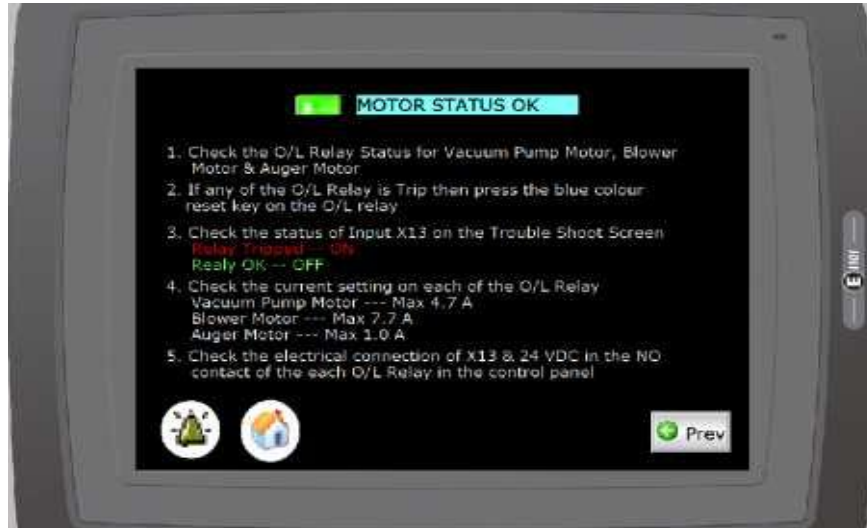 MOTOR STATUS OK
1. Check the O/L Relay Status for Vacuum Pump Motor, Blower
Motor & Auger Motor
2. If any of the O/L Relay is Trip then press the blue colour
reset key on the O/L relay
3. Check the status of Input X13 on the Trouble Shoot Screen
Relay Tripped -- ON
Realy OK -- OFF
4. Check the current setting on each of the O/L Relay
Vacuum Pump Motor --- Max 4.7 A
Blower Motor --- Max 7.7 A
Auger Motor --- Max 1.0 A
5. Check the electrical connection of X13 & 24 VDC in the NO
contact of the each O/L Relay in the control panel
Prev